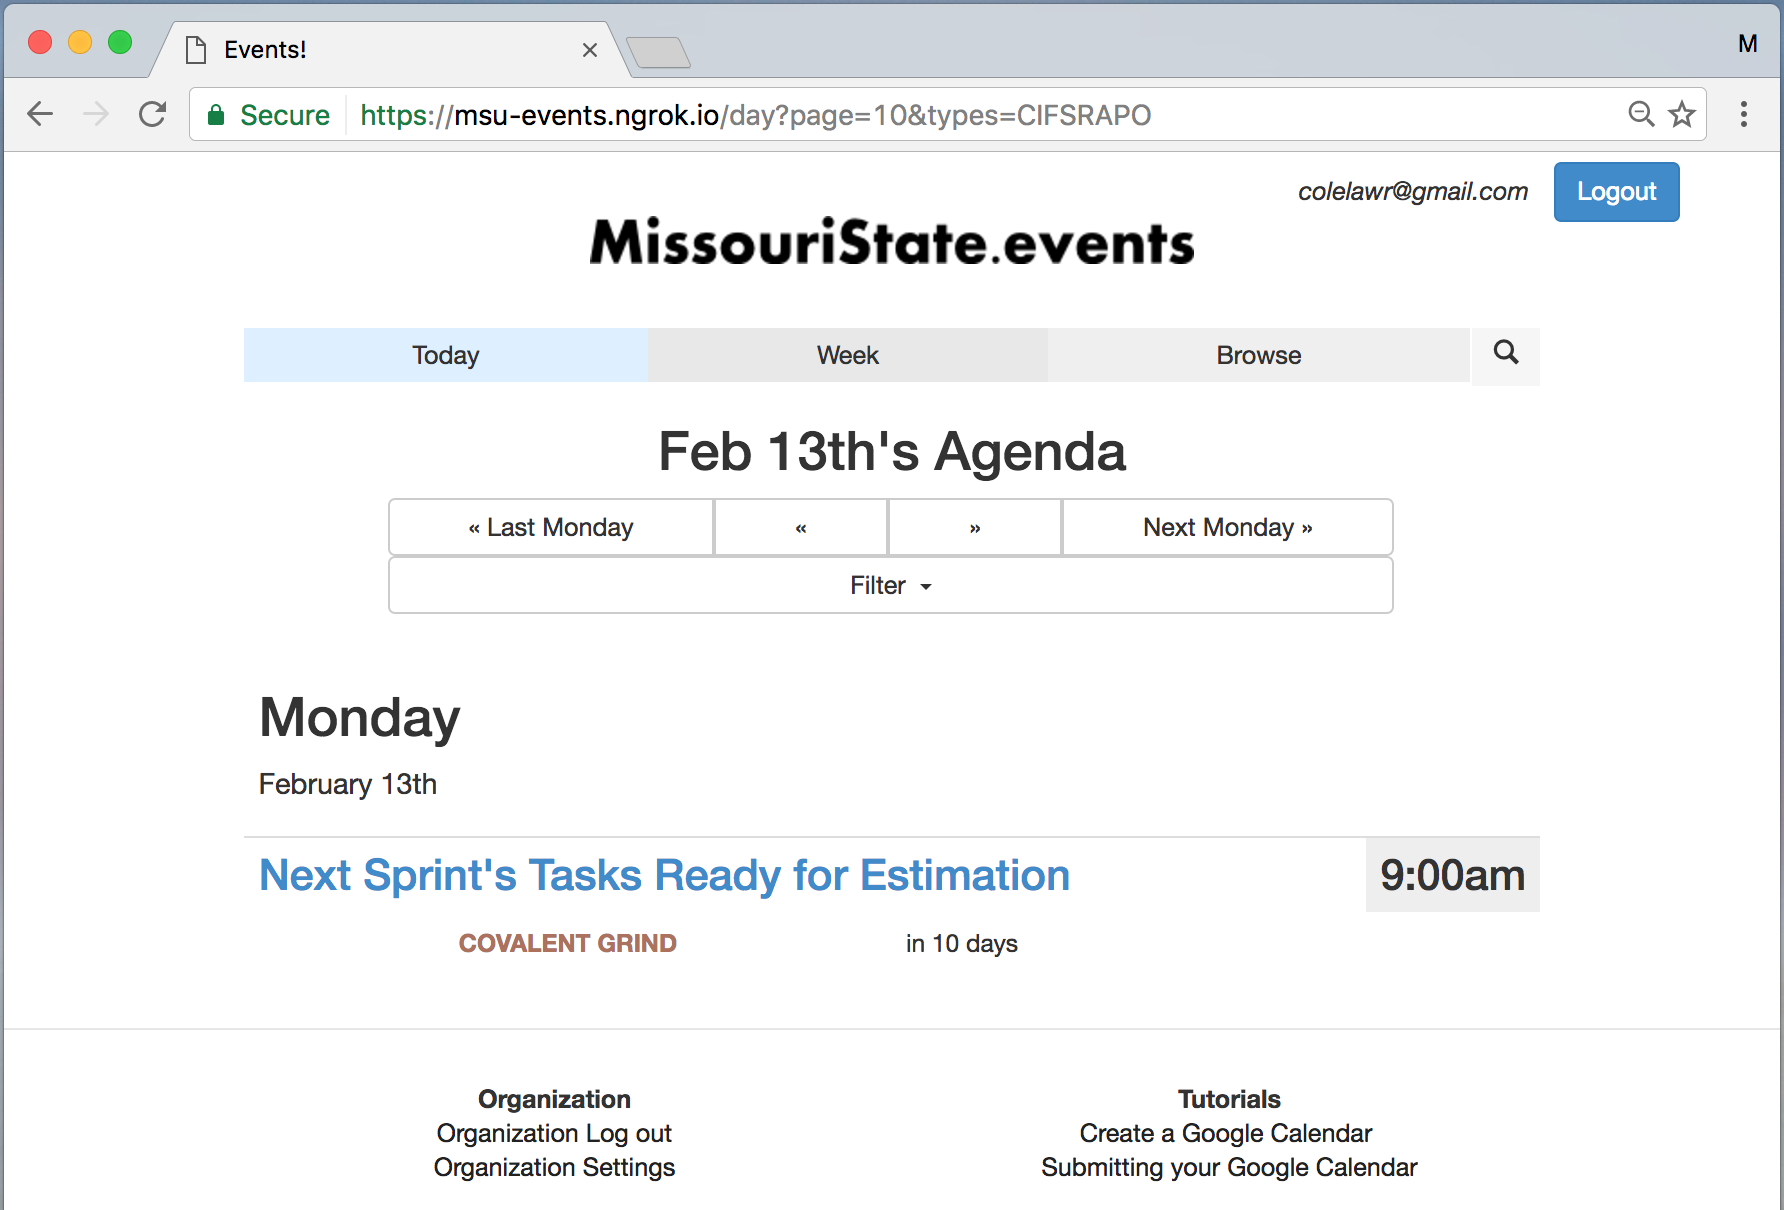 Events!
M
Secure https://msu-events.ngrok.io/day?page=10&types=CIFSRAPO
colelawr@gmail.com Logout
MissouriState.events
Today Week Browse
Feb 13th's Agenda
« Last Monday « » Next Monday »
Filter
Monday
February 13th
Next Sprint's Tasks Ready for Estimation 9:00am
COVALENT GRIND in 10 days
Organization Tutorials
Organization Log out Create a Google Calendar
Organization Settings Submitting your Google Calendar